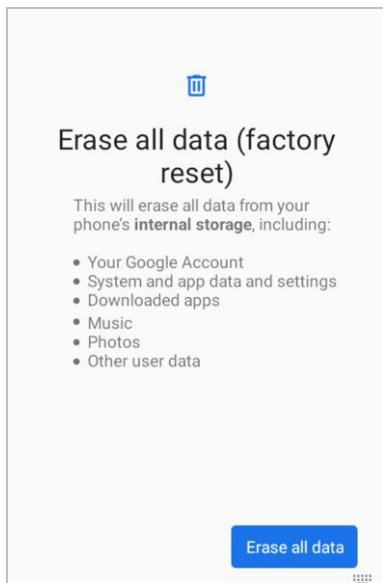 Erase all data (factory
reset)
This will erase all data from your
phone's internal storage, including:
• Your Google Account
• System and app data and settings
• Downloaded apps
• Music
• Photos
• Other user data
Erase all data